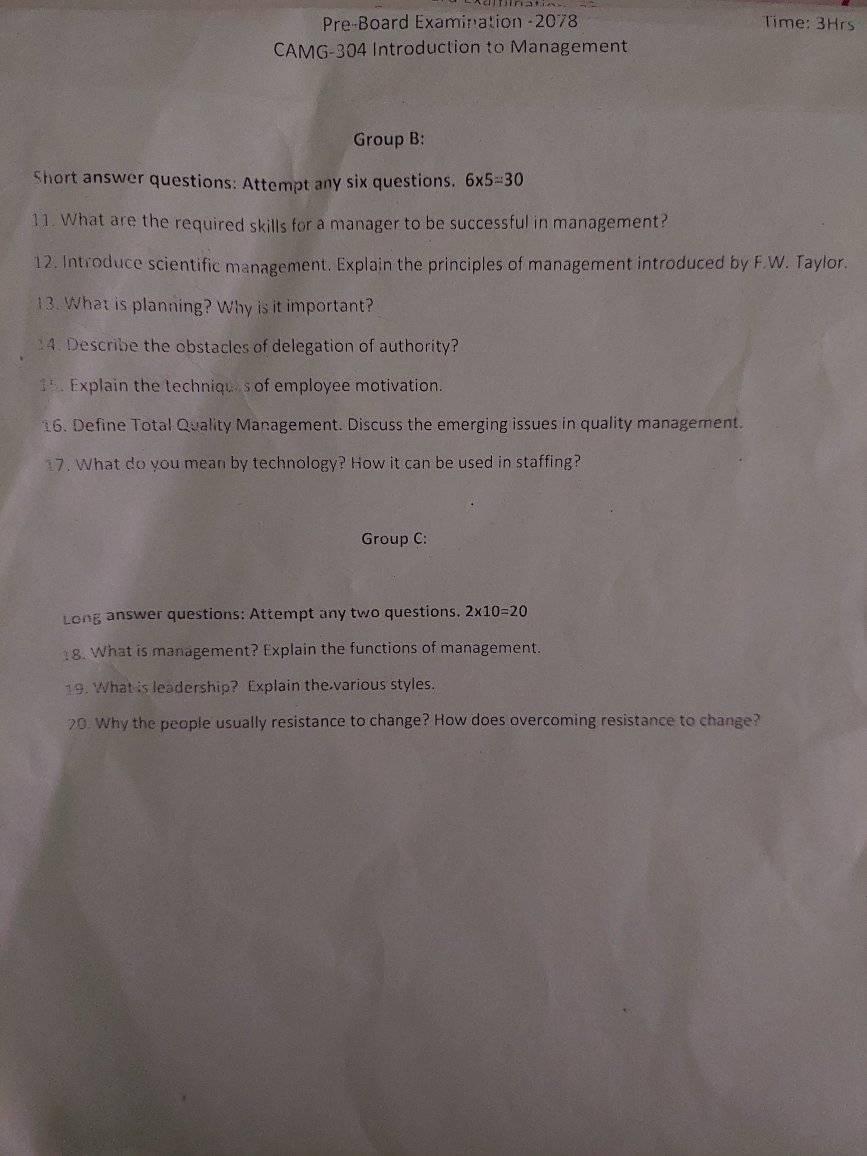 Pre-Board Examination -2078
Time: 3Hrs
CAMG-304 Introduction to Management
Group B:
Short answer questions: Attempt any six questions. 6x5=30
11. What are the required skills for a manager to be successful in management?
12. Introduce scientific management. Explain the principles of management introduced by F.W. Taylor.
13. What is planning? Why is it important?
14. Describe the obstacles of delegation of authority?
15. Explain the techniques of employee motivation.
16. Define Total Quality Management. Discuss the emerging issues in quality management.
17. What do you mean by technology? How it can be used in staffing?
Group C:
Long answer questions: Attempt any two questions. 2x10=20
18. What is management? Explain the functions of management.
19. What is leadership? Explain the various styles.
20. Why the people usually resistance to change? How does overcoming resistance to change?